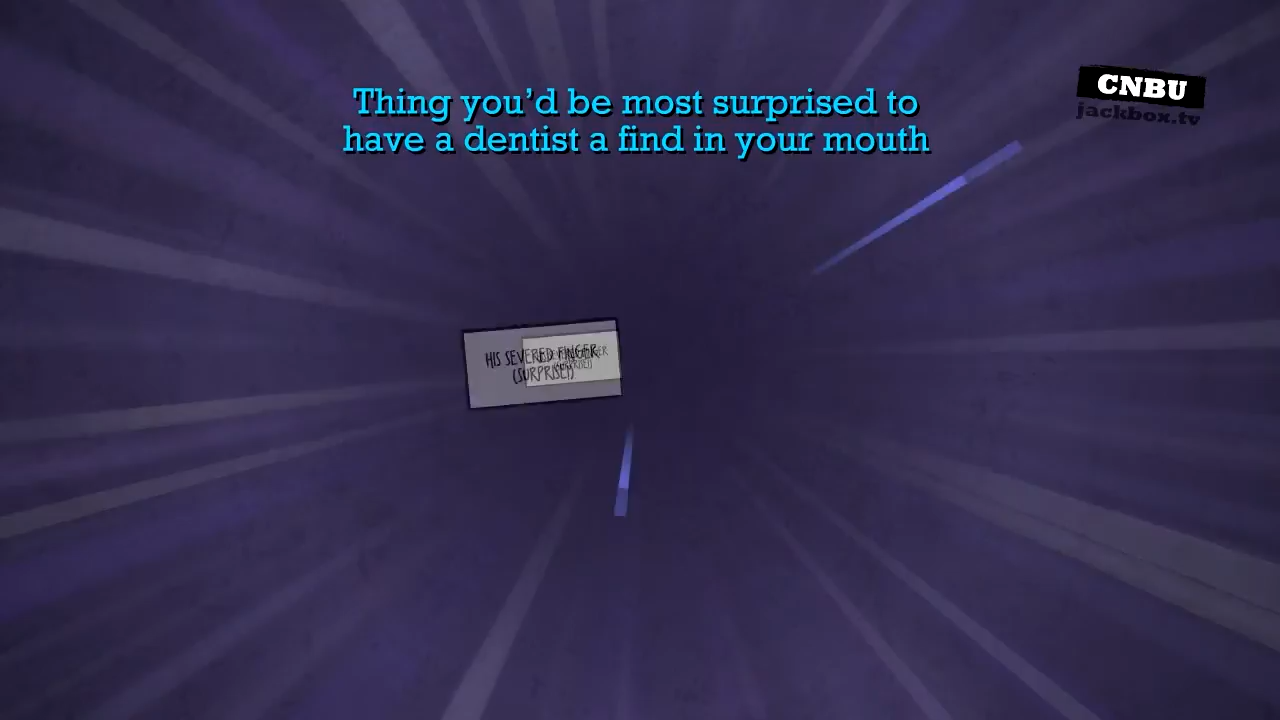 Thing you'd be most surprised to
have a dentist a find in your mouth
CNBU
jackbox.tv
HIS SEVERED FINGER
(SURPRISE!)